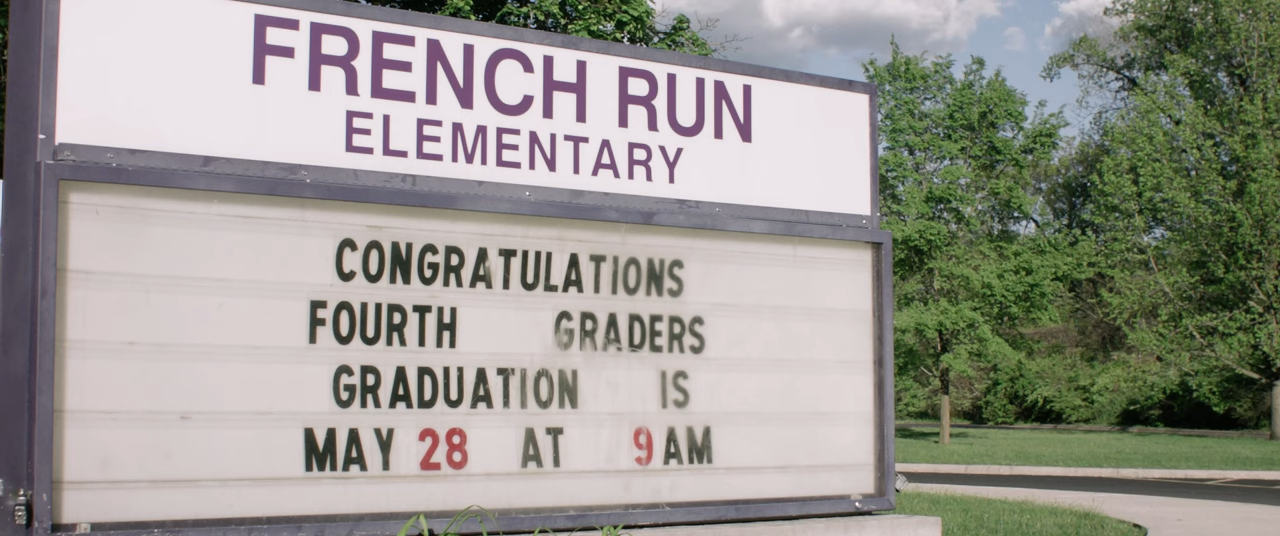 FRENCH RUN
ELEMENTARY
CONGRATULATIONS
FOURTH GRADERS
GRADUATION IS
MAY 28 AT 9AM